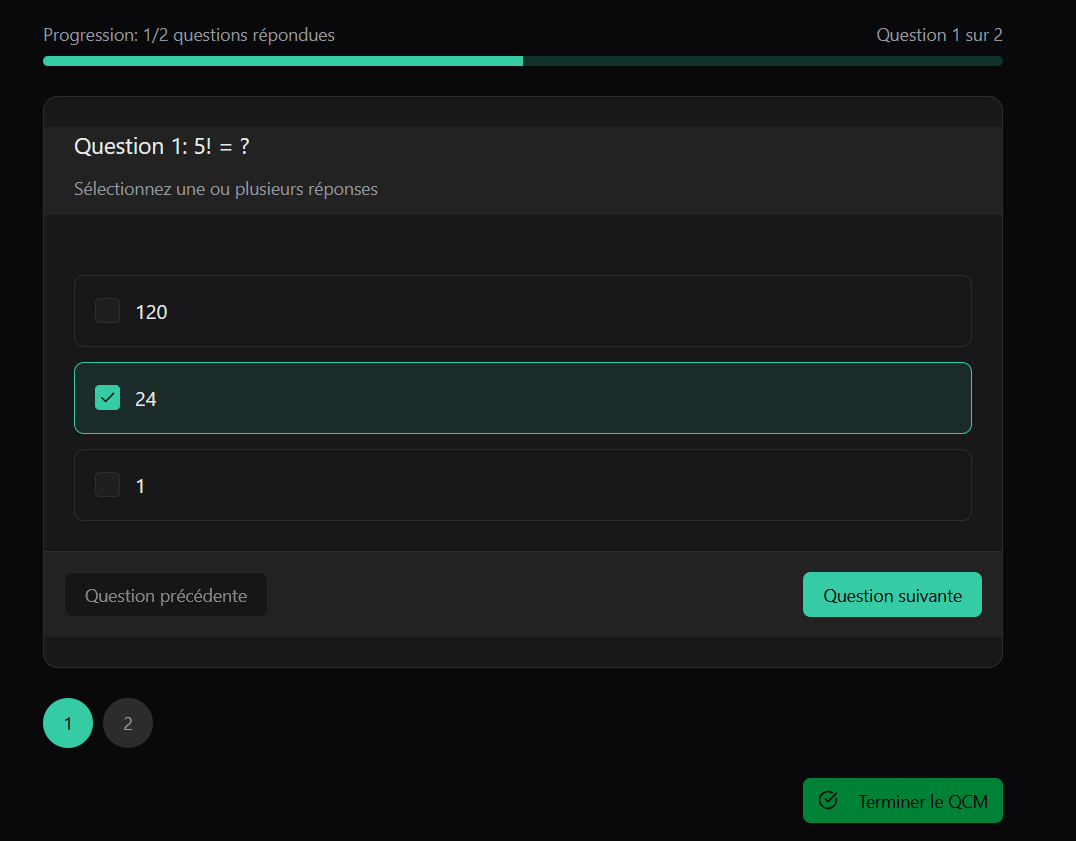 Progression: 1/2 questions répondues
Question 1 sur 2
Question 1: 5! = ?
Sélectionnez une ou plusieurs réponses
120
24
1
Question précédente
Question suivante
1
2
Terminer le QCM